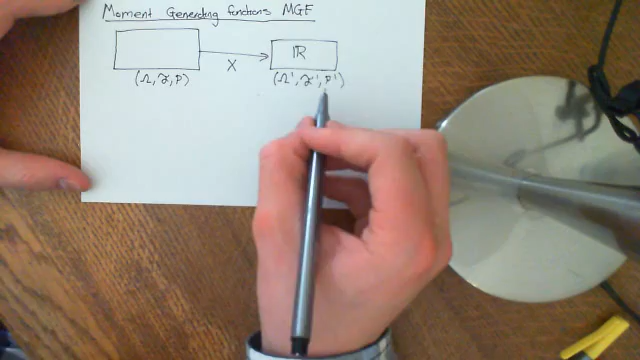 Moment Generating functions MGF
ℝ
X
(Ω, ℱ, P) (Ω', ℱ', P')